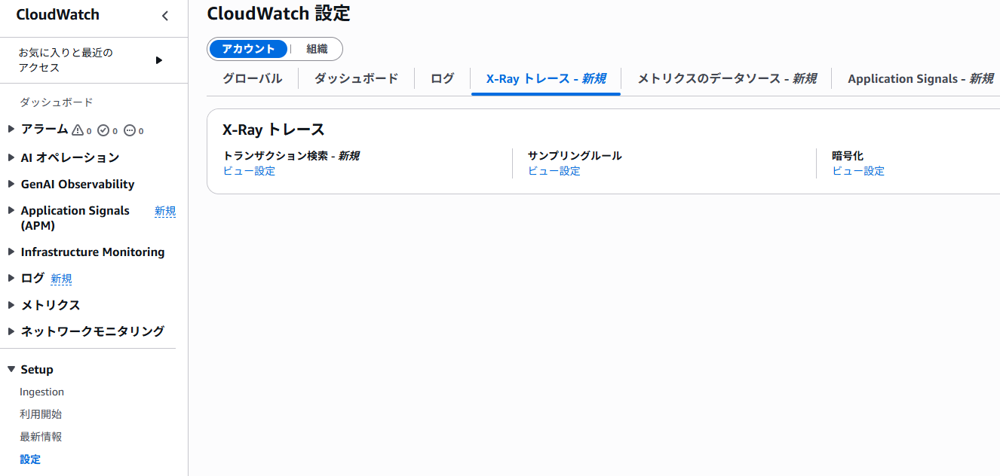 CloudWatch
お気に入りと最近の
アクセス
ダッシュボード
アラーム 0 0 0
AI オペレーション
GenAI Observability
Application Signals 新規
(APM)
Infrastructure Monitoring
ログ 新規
メトリクス
ネットワークモニタリング
Setup
Ingestion
利用開始
最新情報
設定
CloudWatch 設定
アカウント 組織
グローバル ダッシュボード ログ X-Ray トレース - 新規 メトリクスのデータソース - 新規 Application Signals - 新規
X-Ray トレース
トランザクション検索 - 新規 サンプリングルール 暗号化
ビュー設定 ビュー設定 ビュー設定